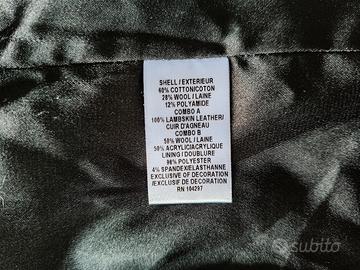 SHELL / EXTERIEUR
60% COTTON/COTON
28% WOOL / LAINE
12% POLYAMIDE
COMBO A
100% LAMBSKIN LEATHER/
CUIR D'AGNEAU
COMBO B
50% WOOL / LAINE
50% ACRYLIC/ACRYLIQUE
LINING / DOUBLURE
96% POLYESTER
4% SPANDEX/ELASTHANNE
EXCLUSIVE OF DECORATION
/EXCLUSIF DE DECORATION
RN 104297
subito